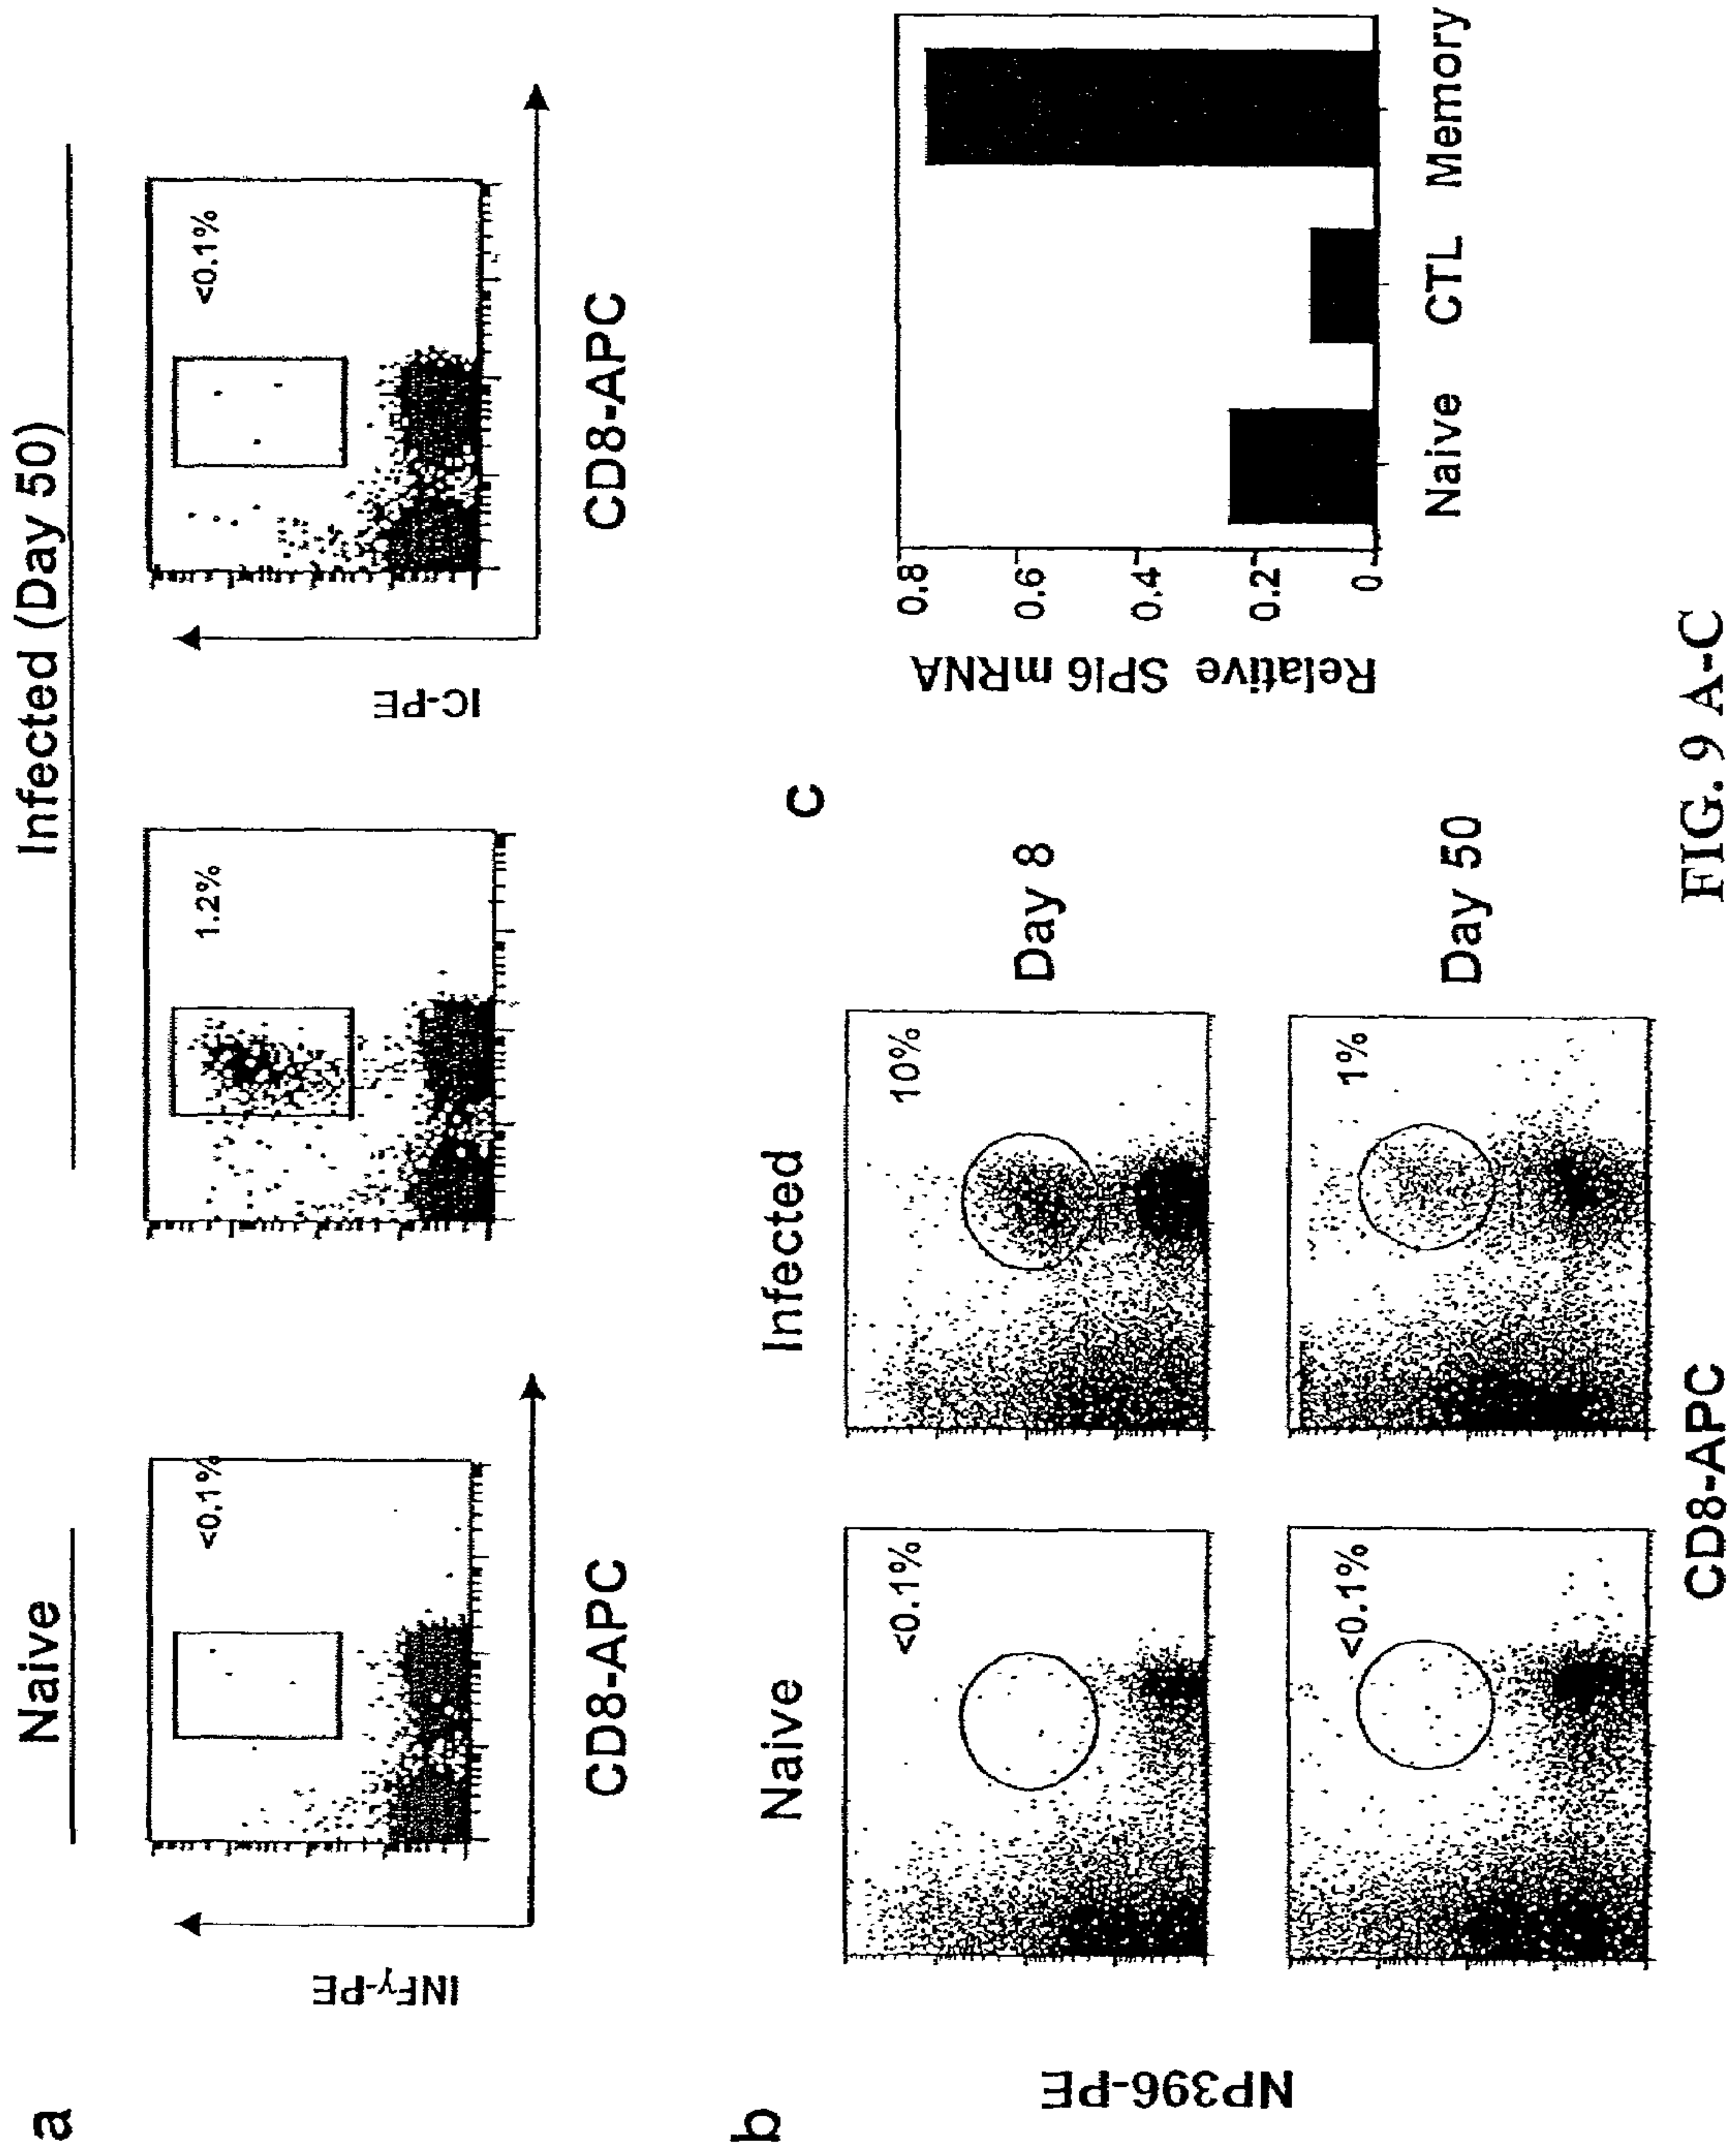 a
Naive
Infected (Day 50)
<0.1%
1.2%
<0.1%
INFγ-PE
IC-PE
CD8-APC
CD8-APC
b
Naive
Infected
<0.1%
10%
Day 8
NP396-PE
<0.1%
1%
Day 50
CD8-APC
c
Relative SPI6 mRNA
0.8
0.6
0.4
0.2
0
Naive CTL Memory
FIG. 9 A-C